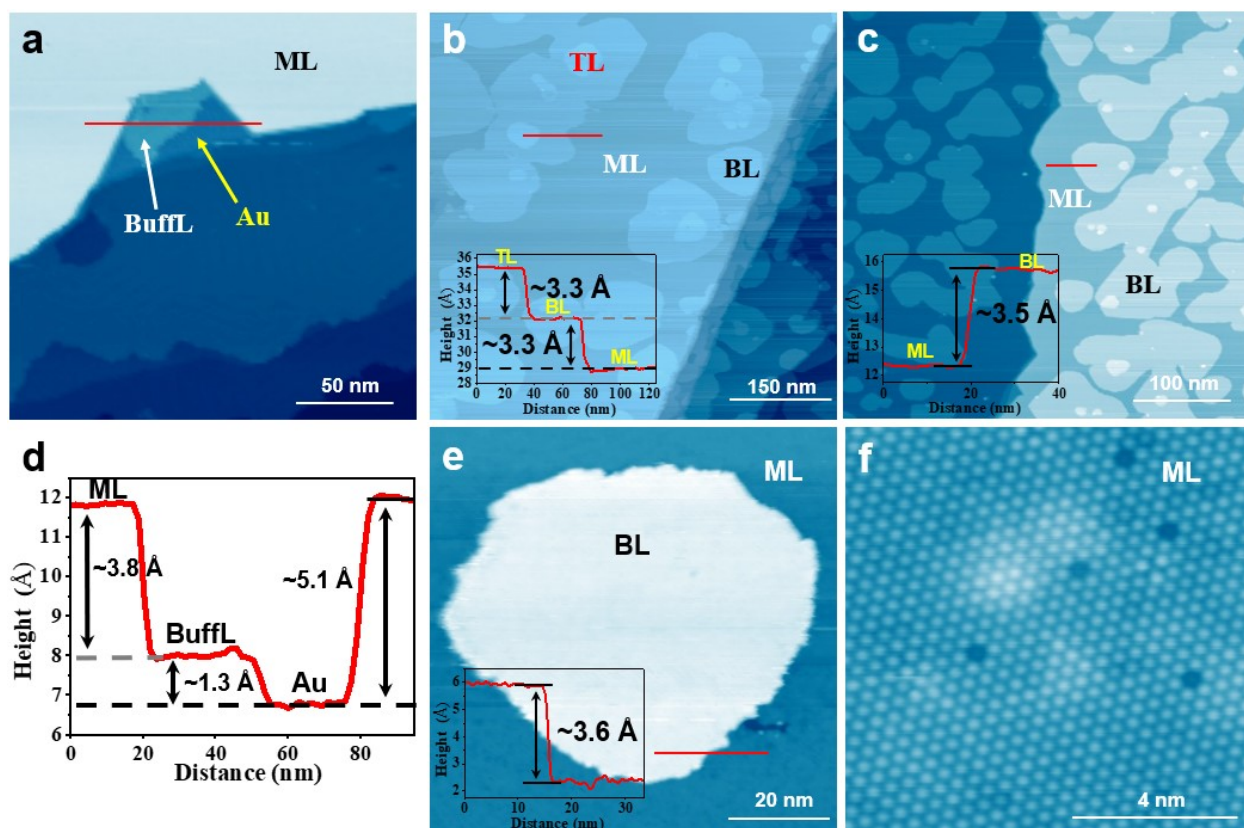 a
ML
BuffL
Au
50 nm
b
TL
ML
BL
Height (Å)
36
35
34
33
32
31
30
29
28
TL
~3.3 Å
BL
~3.3 Å
ML
0 20 40 60 80 100 120
Distance (nm)
150 nm
c
ML
BL
Height (Å)
16
15
14
13
12
BL
~3.5 Å
ML
0 20 40
Distance (nm)
100 nm
d
Height (Å)
12
11
10
9
8
7
6
ML
~3.8 Å
~5.1 Å
BuffL
~1.3 Å
Au
0 20 40 60 80
Distance (nm)
e
ML
BL
Height (Å)
6
5
4
3
2
~3.6 Å
0 10 20 30
Distance (nm)
20 nm
f
ML
4 nm